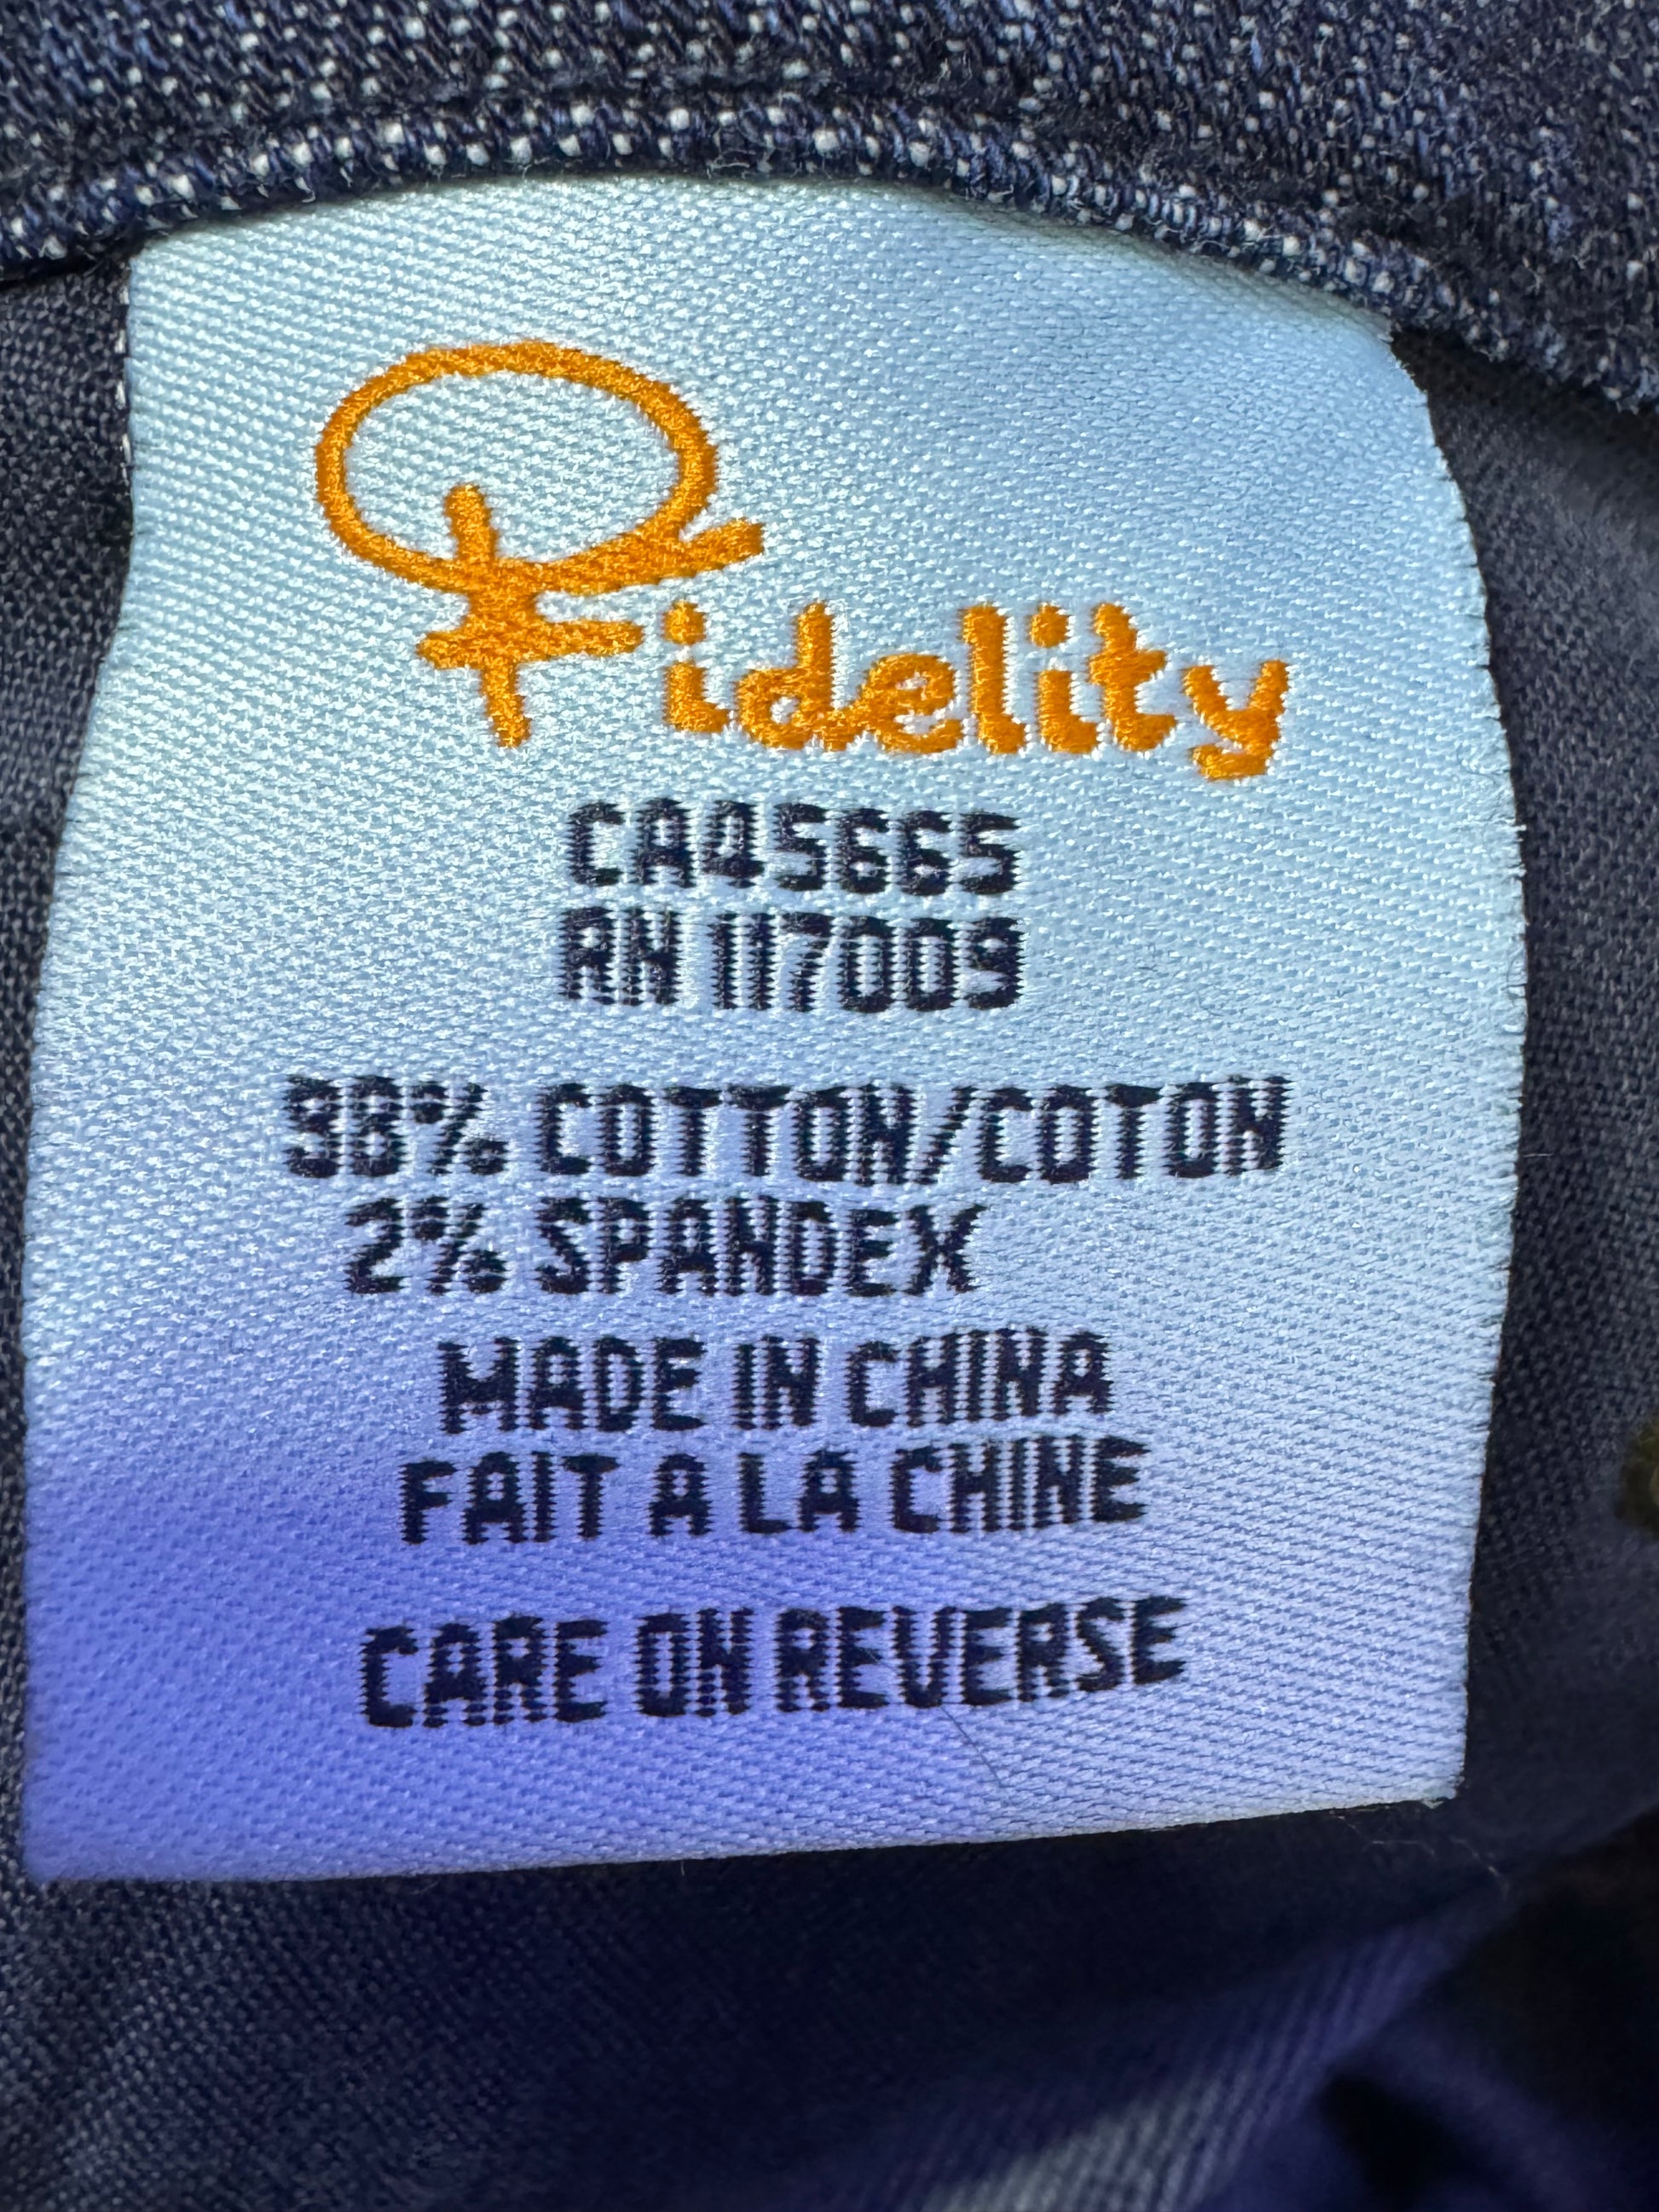 Fidelity
CA45665
RN 117009
98% COTTON/COTON
2% SPANDEX
MADE IN CHINA
FAIT A LA CHINE
CARE ON REVERSE